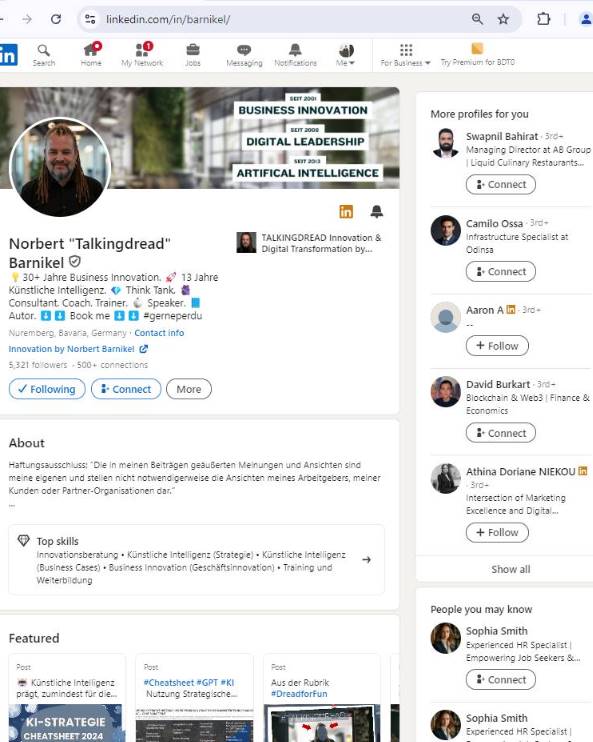 linkedin.com/in/barnikel/
in
Search
Home
1
My Network
Jobs
Messaging
Notifications
Me
For Business
Try Premium for BDT0
SEIT 2001
BUSINESS INNOVATION
SEIT 2008
DIGITAL LEADERSHIP
SEIT 2013
ARTIFICAL INTELLIGENCE
in
Norbert "Talkingdread"
Barnikel
TALKINGDREAD Innovation &
Digital Transformation by...
💡 30+ Jahre Business Innovation. 🚀 13 Jahre
Künstliche Intelligenz. 💎 Think Tank.
Consultant. Coach. Trainer. Speaker. 📘
Autor. ⬇️ ⬇️ Book me ⬇️ ⬇️ #gerneperdu
Nuremberg, Bavaria, Germany · Contact info
Innovation by Norbert Barnikel
5,321 followers · 500+ connections
Following
Connect
More
About
Haftungsausschluss: "Die in meinen Beiträgen geäußerten Meinungen und Ansichten sind
meine eigenen und stellen nicht notwendigerweise die Ansichten meines Arbeitgebers, meiner
Kunden oder Partner-Organisationen dar."
...
Top skills
Innovationsberatung • Künstliche Intelligenz (Strategie) • Künstliche Intelligenz
(Business Cases) • Business Innovation (Geschäftsinnovation) • Training und
Weiterbildung
Featured
Post
Künstliche Intelligenz
prägt, zumindest für die...
KI-STRATEGIE
CHEATSHEET 2024
Post
#Cheatsheet #GPT #KI
Nutzung Strategische...
Post
Aus der Rubrik
#DreadforFun
More profiles for you
Swapnil Bahirat · 3rd+
Managing Director at AB Group
| Liquid Culinary Restaurants...
Connect
Camilo Ossa · 3rd+
Infrastructure Specialist at
Odinsa
Connect
Aaron A in · 3rd+
--
Follow
David Burkart · 3rd+
Blockchain & Web3 | Finance &
Economics
Connect
Athina Doriane NIEKOU in
· 3rd+
Intersection of Marketing
Excellence and Digital...
Follow
Show all
People you may know
Sophia Smith
Experienced HR Specialist |
Empowering Job Seekers &...
Connect
Sophia Smith
Experienced HR Specialist |